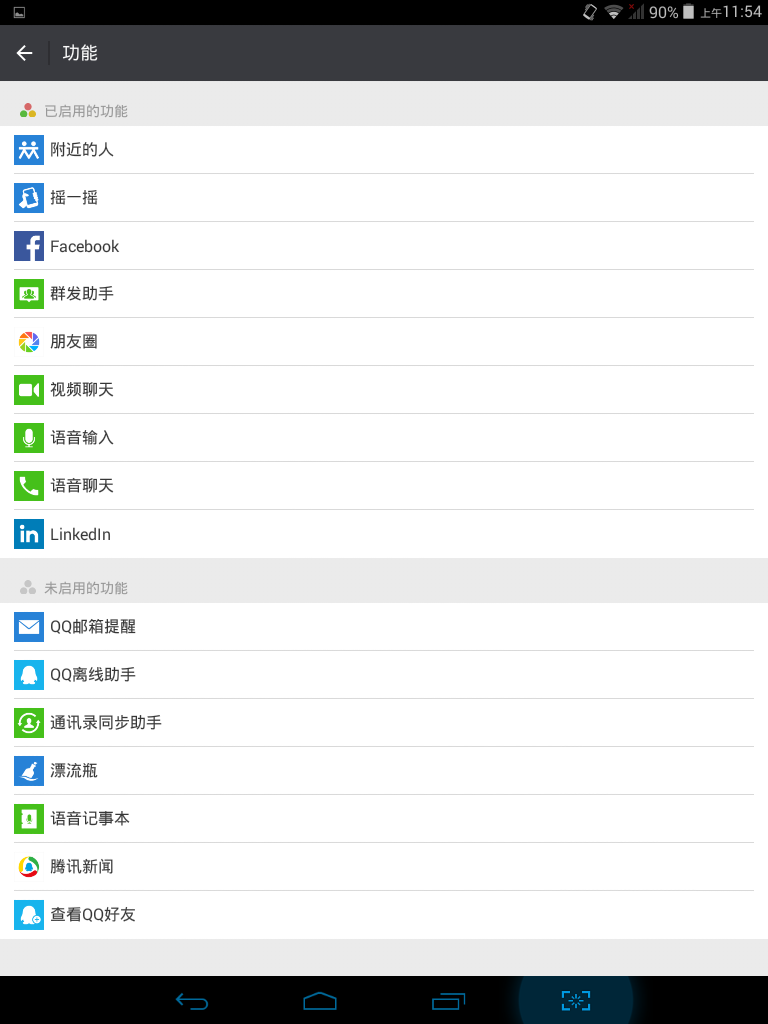 90% 上午11:54
功能
已启用的功能
附近的人
摇一摇
Facebook
群发助手
朋友圈
视频聊天
语音输入
语音聊天
LinkedIn
未启用的功能
QQ邮箱提醒
QQ离线助手
通讯录同步助手
漂流瓶
语音记事本
腾讯新闻
查看QQ好友